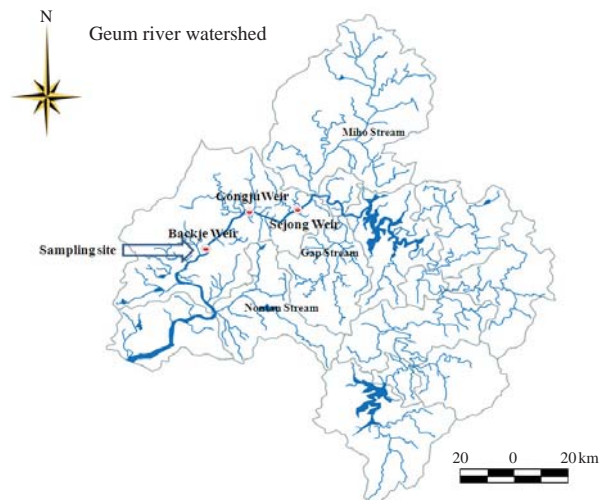 N
Geum river watershed
Miho Stream
Gongju Weir
Sejong Weir
Backje Weir
Sampling site
Gap Stream
Nonsan Stream
20 0 20 km